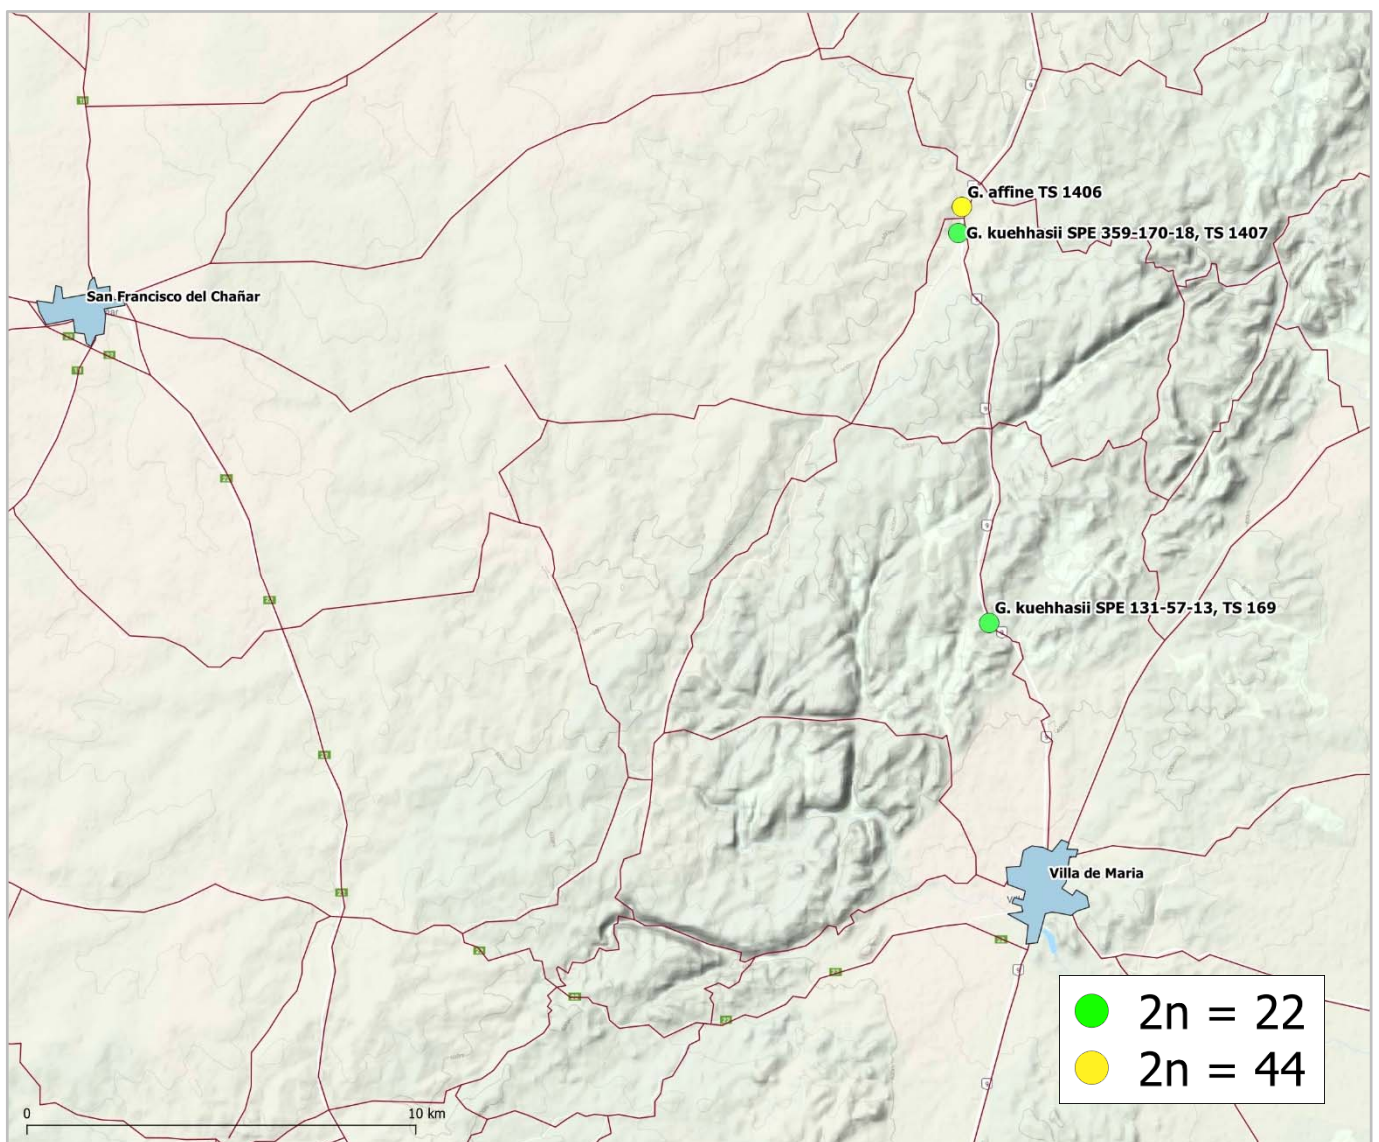 G. affine TS 1406
G. kuehhasii SPE 359-170-18, TS 1407
San Francisco del Chañar
G. kuehhasii SPE 131-57-13, TS 169
Villa de Maria
2n = 22
2n = 44
0
10 km